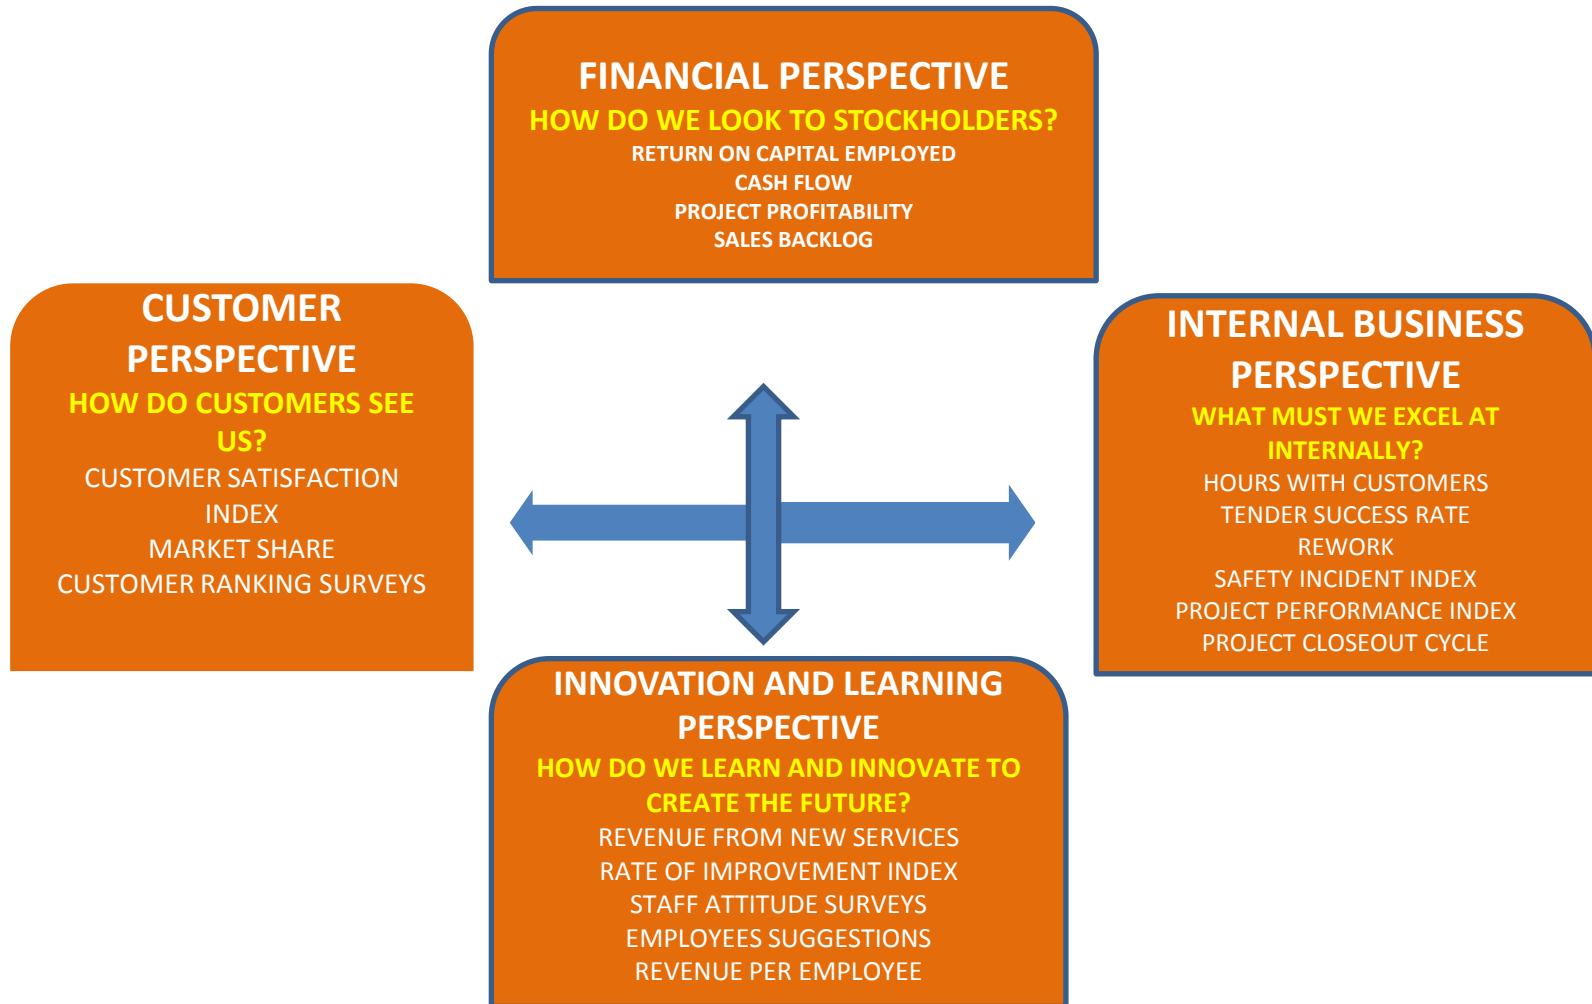 FINANCIAL PERSPECTIVE
HOW DO WE LOOK TO STOCKHOLDERS?
RETURN ON CAPITAL EMPLOYED
CASH FLOW
PROJECT PROFITABILITY
SALES BACKLOG
CUSTOMER
PERSPECTIVE
HOW DO CUSTOMERS SEE
US?
CUSTOMER SATISFACTION
INDEX
MARKET SHARE
CUSTOMER RANKING SURVEYS
INTERNAL BUSINESS
PERSPECTIVE
WHAT MUST WE EXCEL AT
INTERNALLY?
HOURS WITH CUSTOMERS
TENDER SUCCESS RATE
REWORK
SAFETY INCIDENT INDEX
PROJECT PERFORMANCE INDEX
PROJECT CLOSEOUT CYCLE
INNOVATION AND LEARNING
PERSPECTIVE
HOW DO WE LEARN AND INNOVATE TO
CREATE THE FUTURE?
REVENUE FROM NEW SERVICES
RATE OF IMPROVEMENT INDEX
STAFF ATTITUDE SURVEYS
EMPLOYEES SUGGESTIONS
REVENUE PER EMPLOYEE